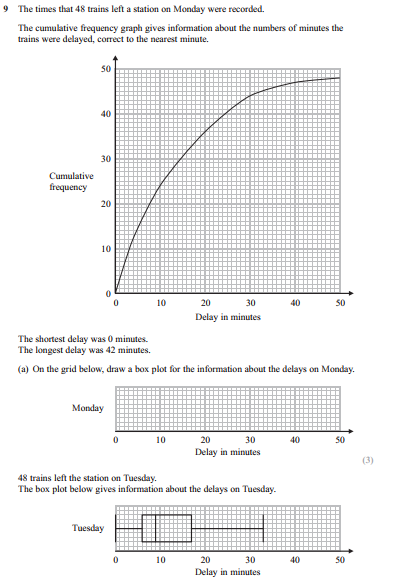 9 The times that 48 trains left a station on Monday were recorded.
The cumulative frequency graph gives information about the numbers of minutes the
trains were delayed, correct to the nearest minute.
50
40
30
Cumulative
frequency
20
10
0
0 10 20 30 40 50
Delay in minutes
The shortest delay was 0 minutes.
The longest delay was 42 minutes.
(a) On the grid below, draw a box plot for the information about the delays on Monday.
Monday
0 10 20 30 40 50
Delay in minutes
(3)
48 trains left the station on Tuesday.
The box plot below gives information about the delays on Tuesday.
Tuesday
0 10 20 30 40 50
Delay in minutes